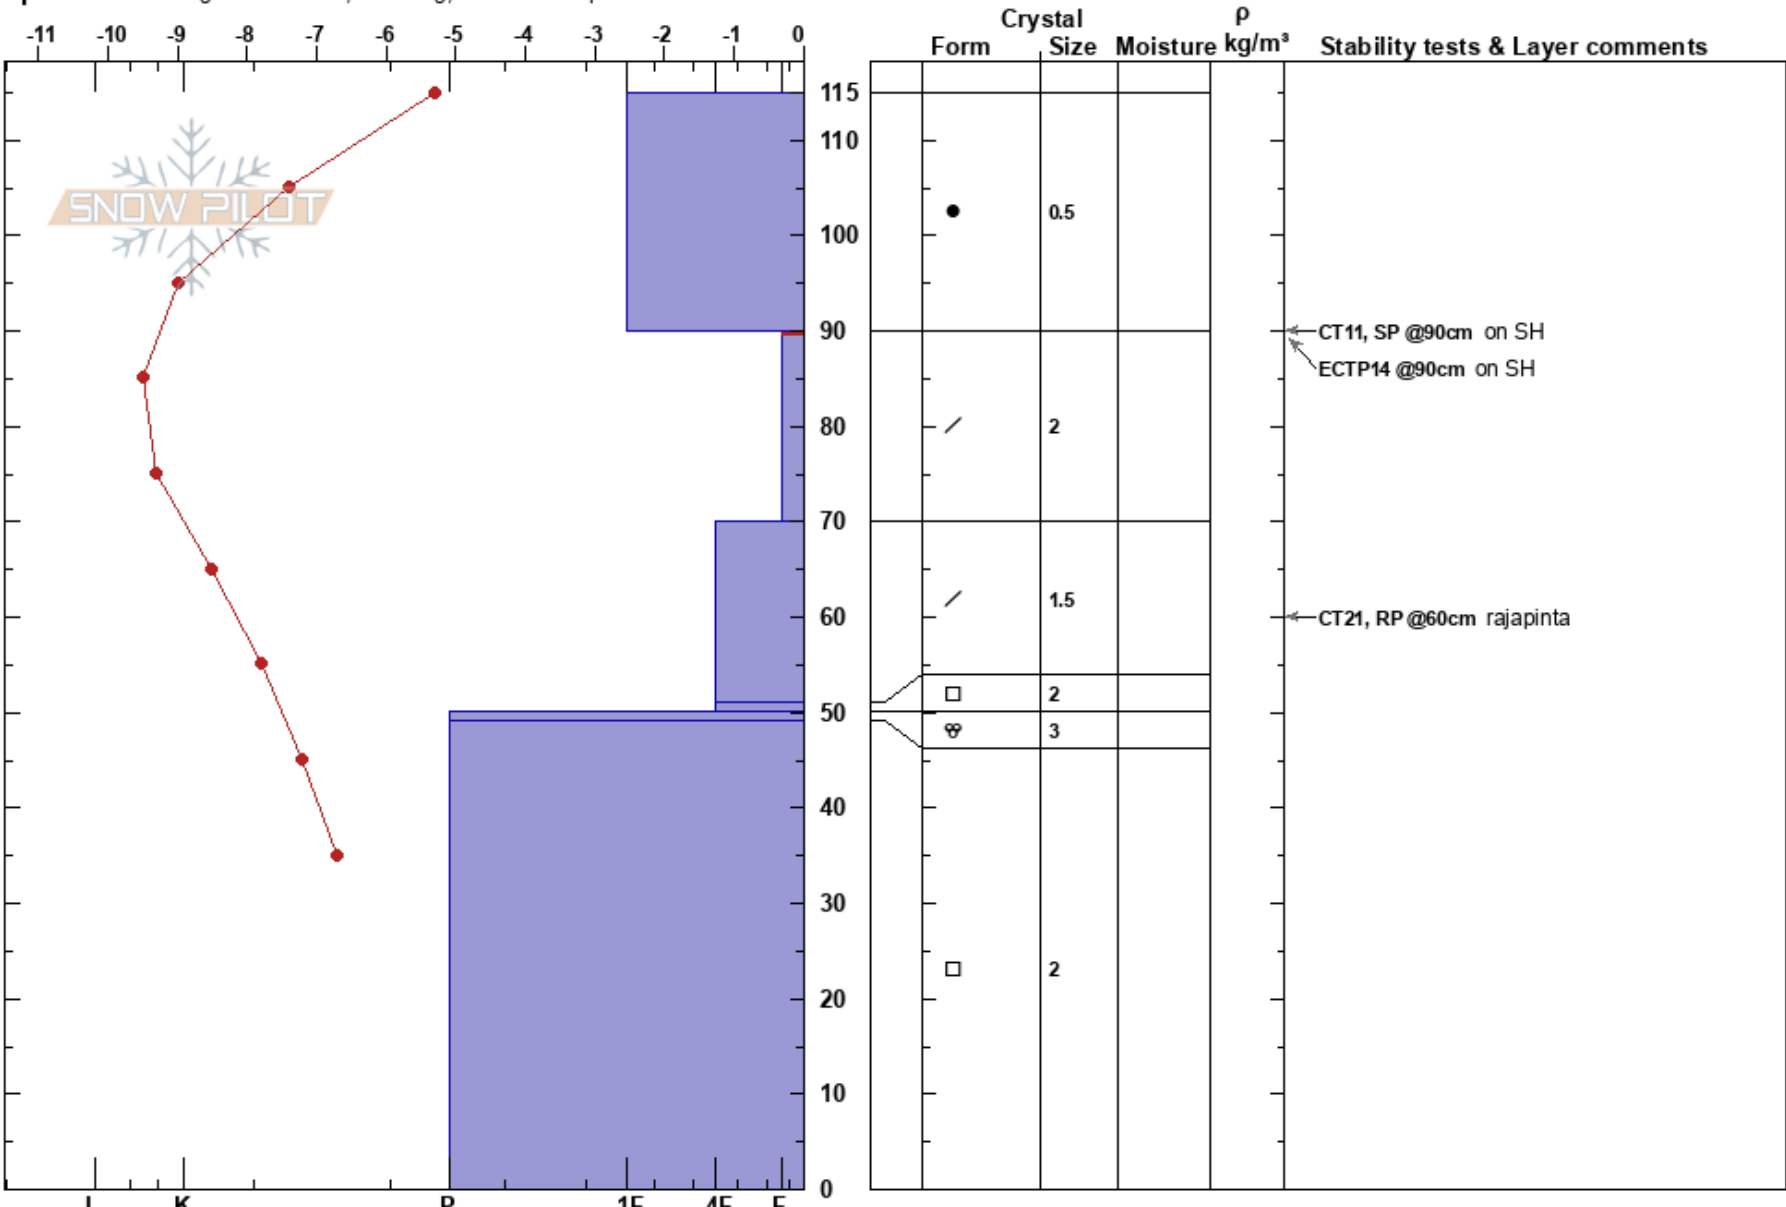 Crystal
ρ
-11 -10 -9 -8 -7 -6 -5 -4 -3 -2 -1 0
Form Size Moisture kg/m³ Stability tests & Layer comments
115
110
SNOW PILOT
0.5
100
90
CT11, SP @90cm on SH
ECTP14 @90cm on SH
80
2
70
1.5
60
CT21, RP @60cm rajapinta
2
50
3
40
30
2
20
10
0
I K P 1F 4F F